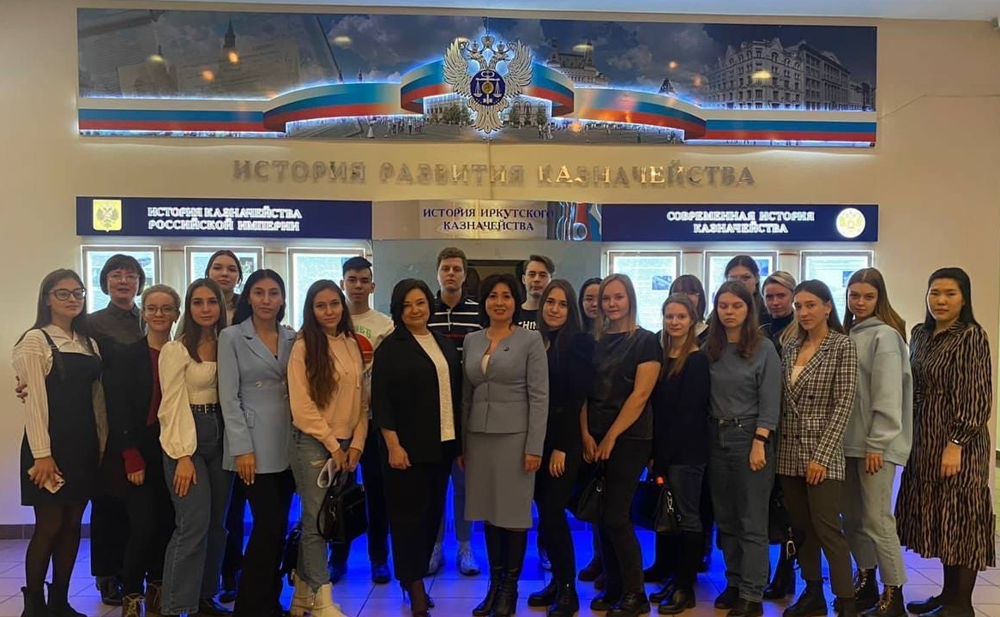 ИСТОРИЯ РАЗВИТИЯ КАЗНАЧЕЙСТВА
ИСТОРИЯ КАЗНАЧЕЙСТВА
РОССИЙСКОЙ ИМПЕРИИ
ИСТОРИЯ ИРКУТСКОГО
КАЗНАЧЕЙСТВА
СОВРЕМЕННАЯ ИСТОРИЯ
КАЗНАЧЕЙСТВА